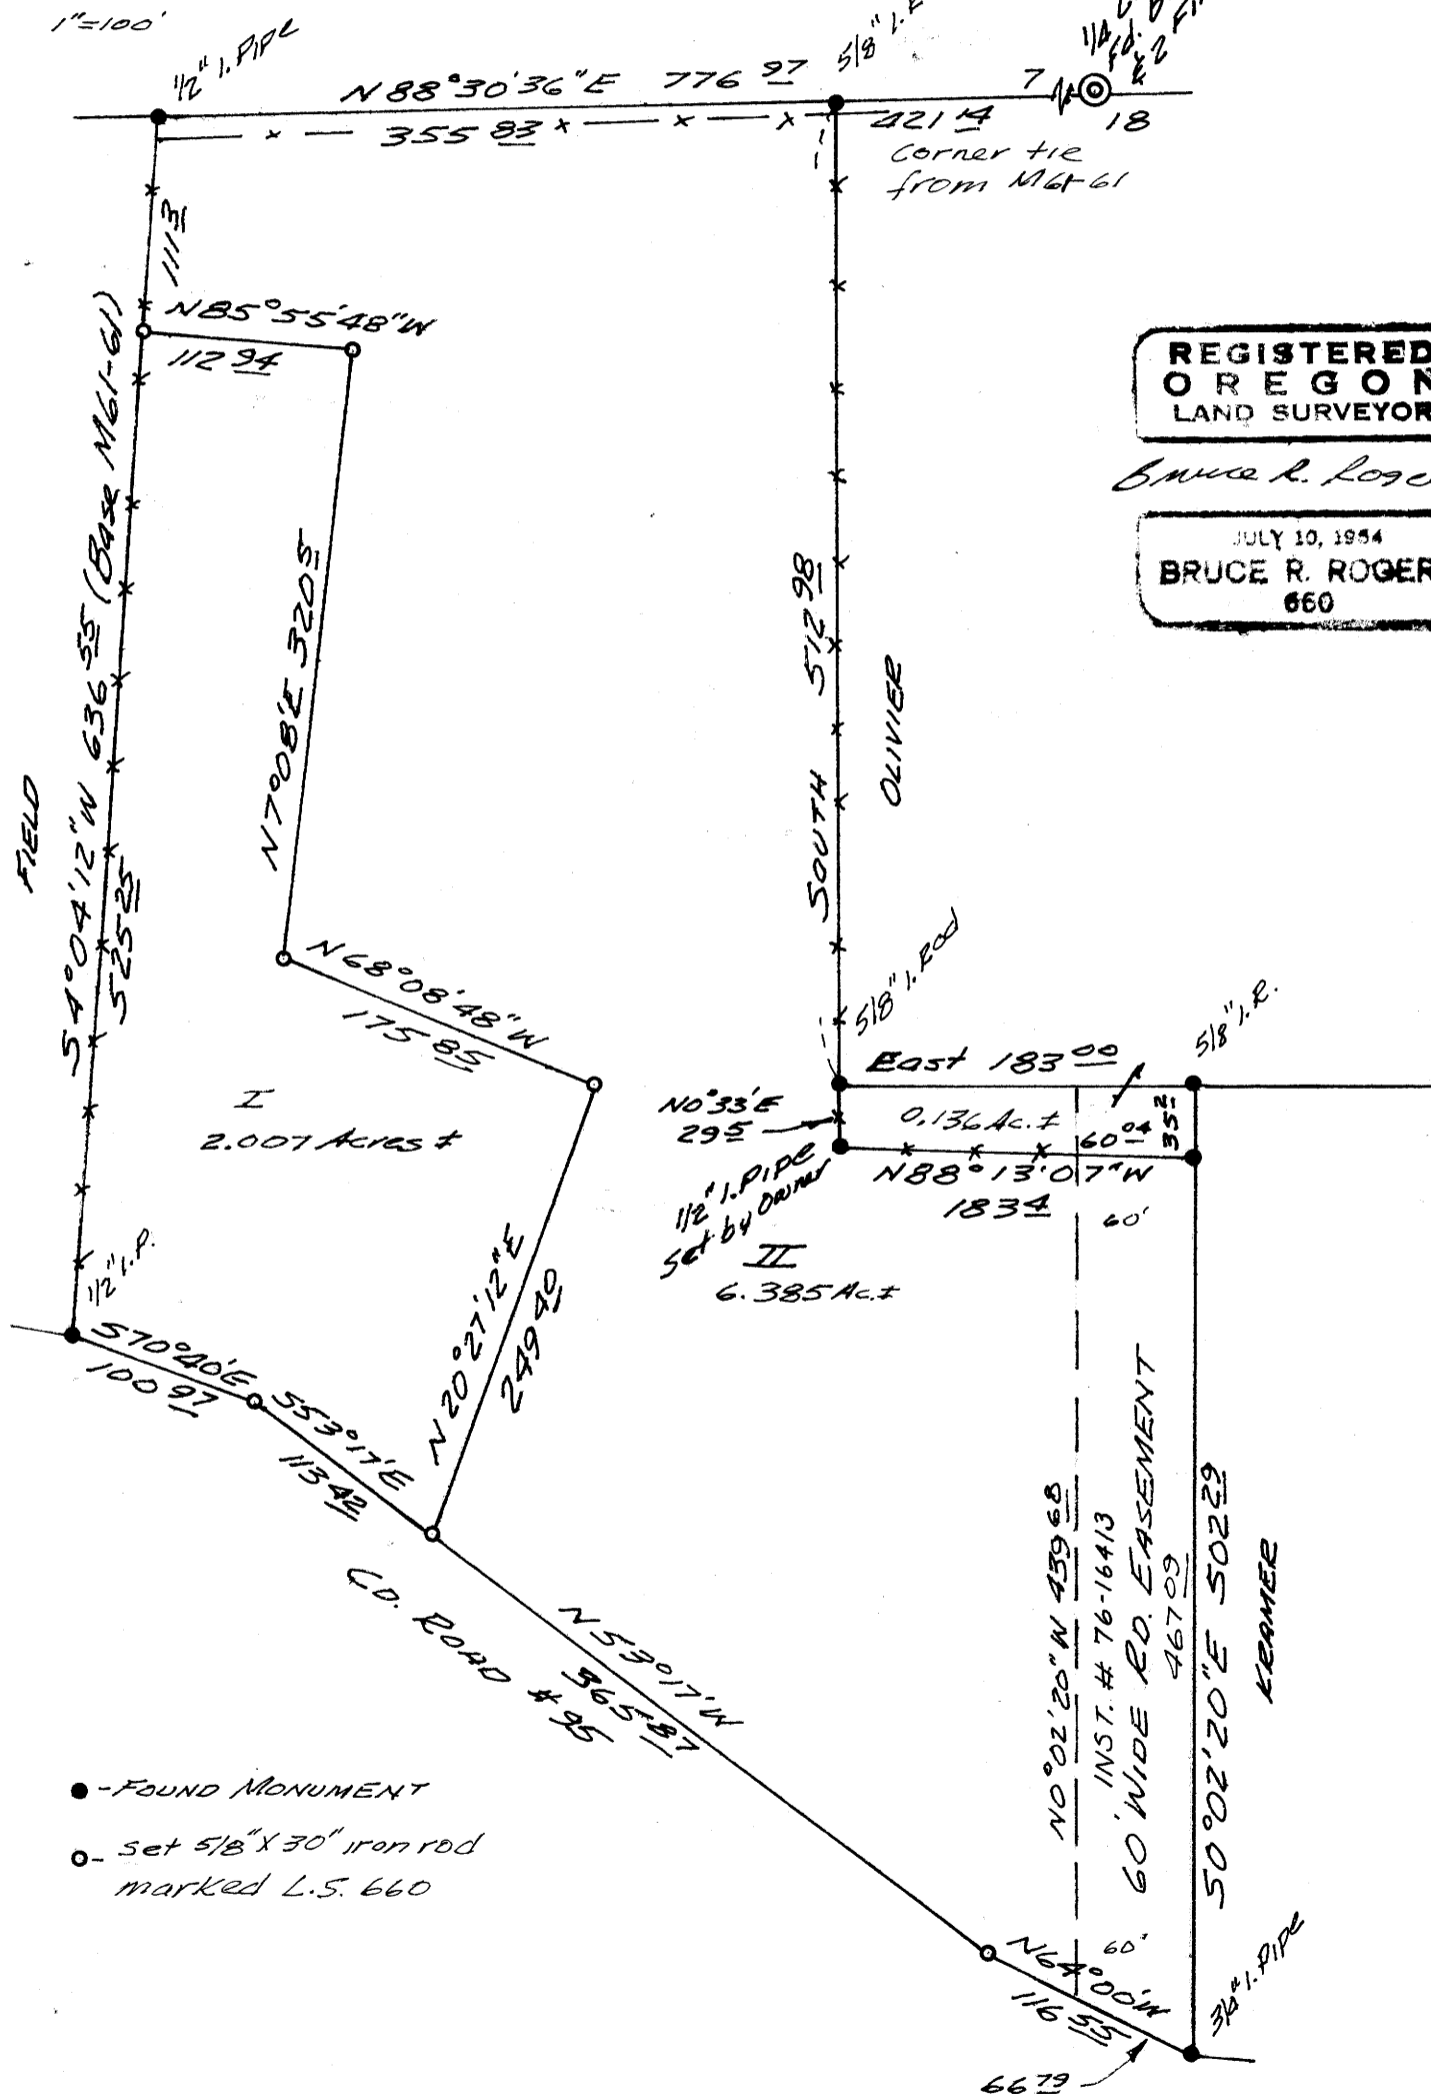 1"=100'
1/2" I. PIPE
N 88°30'36"E 776 97
7
18
355 83
421 14
Corner tie
from M61-61
111 3
N85°55'48"W
112 94
REGISTERED
OREGON
LAND SURVEYOR
JULY 10, 1954
BRUCE R. ROGER
660
S4°04'12"W 636 55 (Base M61-61)
525 25
N7°08'E 320 5
SOUTH 512 98
OLIVIER
FIELD
N68°08'48"W
175 85
5/8" I. Rod
5/8" I.R.
East 183 00
I
2.007 Acres ±
N0°33'E
29 5
0.136 Ac. ±
60 04
35 2
N88°13'07"W
183 4
60'
1/2" I. PIPE
Set by Owner
II
6.385 Ac. ±
1/2" I.P.
S70°40'E
100 97
S53°17'E
113 42
N 20°27'12"E
249 40
CO. ROAD #95
N53°17'W
365 87
N0°02'20"W 439 68
INST. # 76-16413
60' WIDE RD. EASEMENT
467 09
S0°02'20"E 502 29
KRAMER
- FOUND MONUMENT
- Set 5/8" X 30" iron rod
marked L.S. 660
N64°00'W
60'
116 55
66 79
3/4" I. PIPE